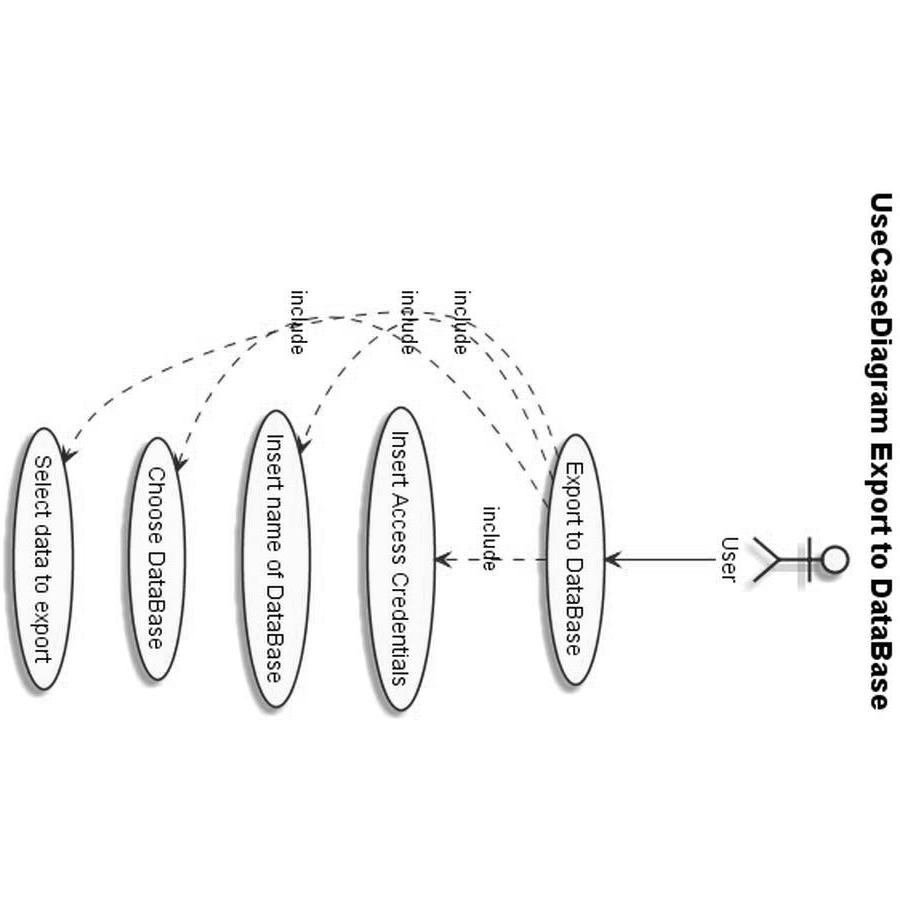 UseCaseDiagram Export to DataBase
User
Export to DataBase
include
include
include
include
Insert Access Credentials
Insert name of DataBase
Choose DataBase
Select data to export